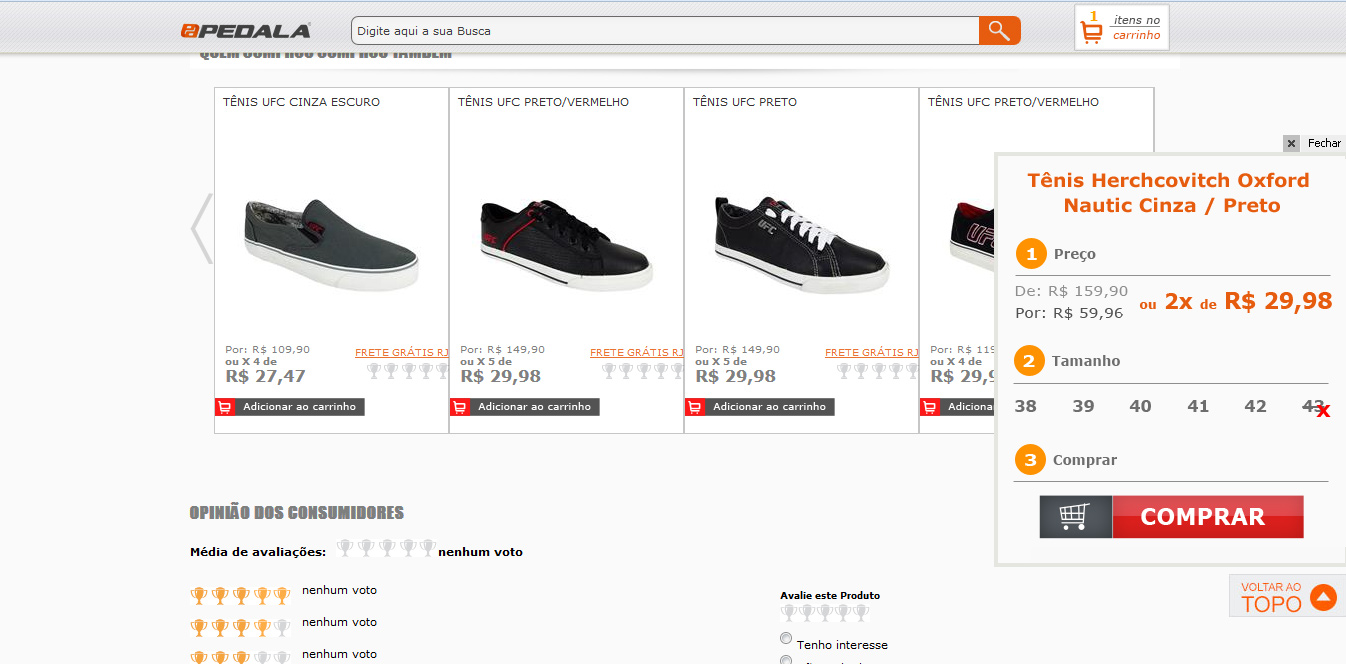 PEDALA
Digite aqui a sua Busca
1 itens no
carrinho
QUEM COMPROU COMPROU TAMBÉM
TÊNIS UFC CINZA ESCURO
Por: R$ 109,90
ou X 4 de
R$ 27,47
FRETE GRÁTIS RJ
Adicionar ao carrinho
TÊNIS UFC PRETO/VERMELHO
UFC
Por: R$ 149,90
ou X 5 de
R$ 29,98
FRETE GRÁTIS RJ
Adicionar ao carrinho
TÊNIS UFC PRETO
UFC
Por: R$ 149,90
ou X 5 de
R$ 29,98
FRETE GRÁTIS RJ
Adicionar ao carrinho
TÊNIS UFC PRETO/VERMELHO
UFC
Por: R$ 119
ou X 4 de
R$ 29,9
Adiciona
x Fechar
Tênis Herchcovitch Oxford
Nautic Cinza / Preto
1 Preço
De: R$ 159,90
Por: R$ 59,96
ou 2x de R$ 29,98
2 Tamanho
38 39 40 41 42 43 x
3 Comprar
COMPRAR
VOLTAR AO
TOPO
OPINIÃO DOS CONSUMIDORES
Média de avaliações: nenhum voto
nenhum voto
nenhum voto
nenhum voto
Avalie este Produto
Tenho interesse